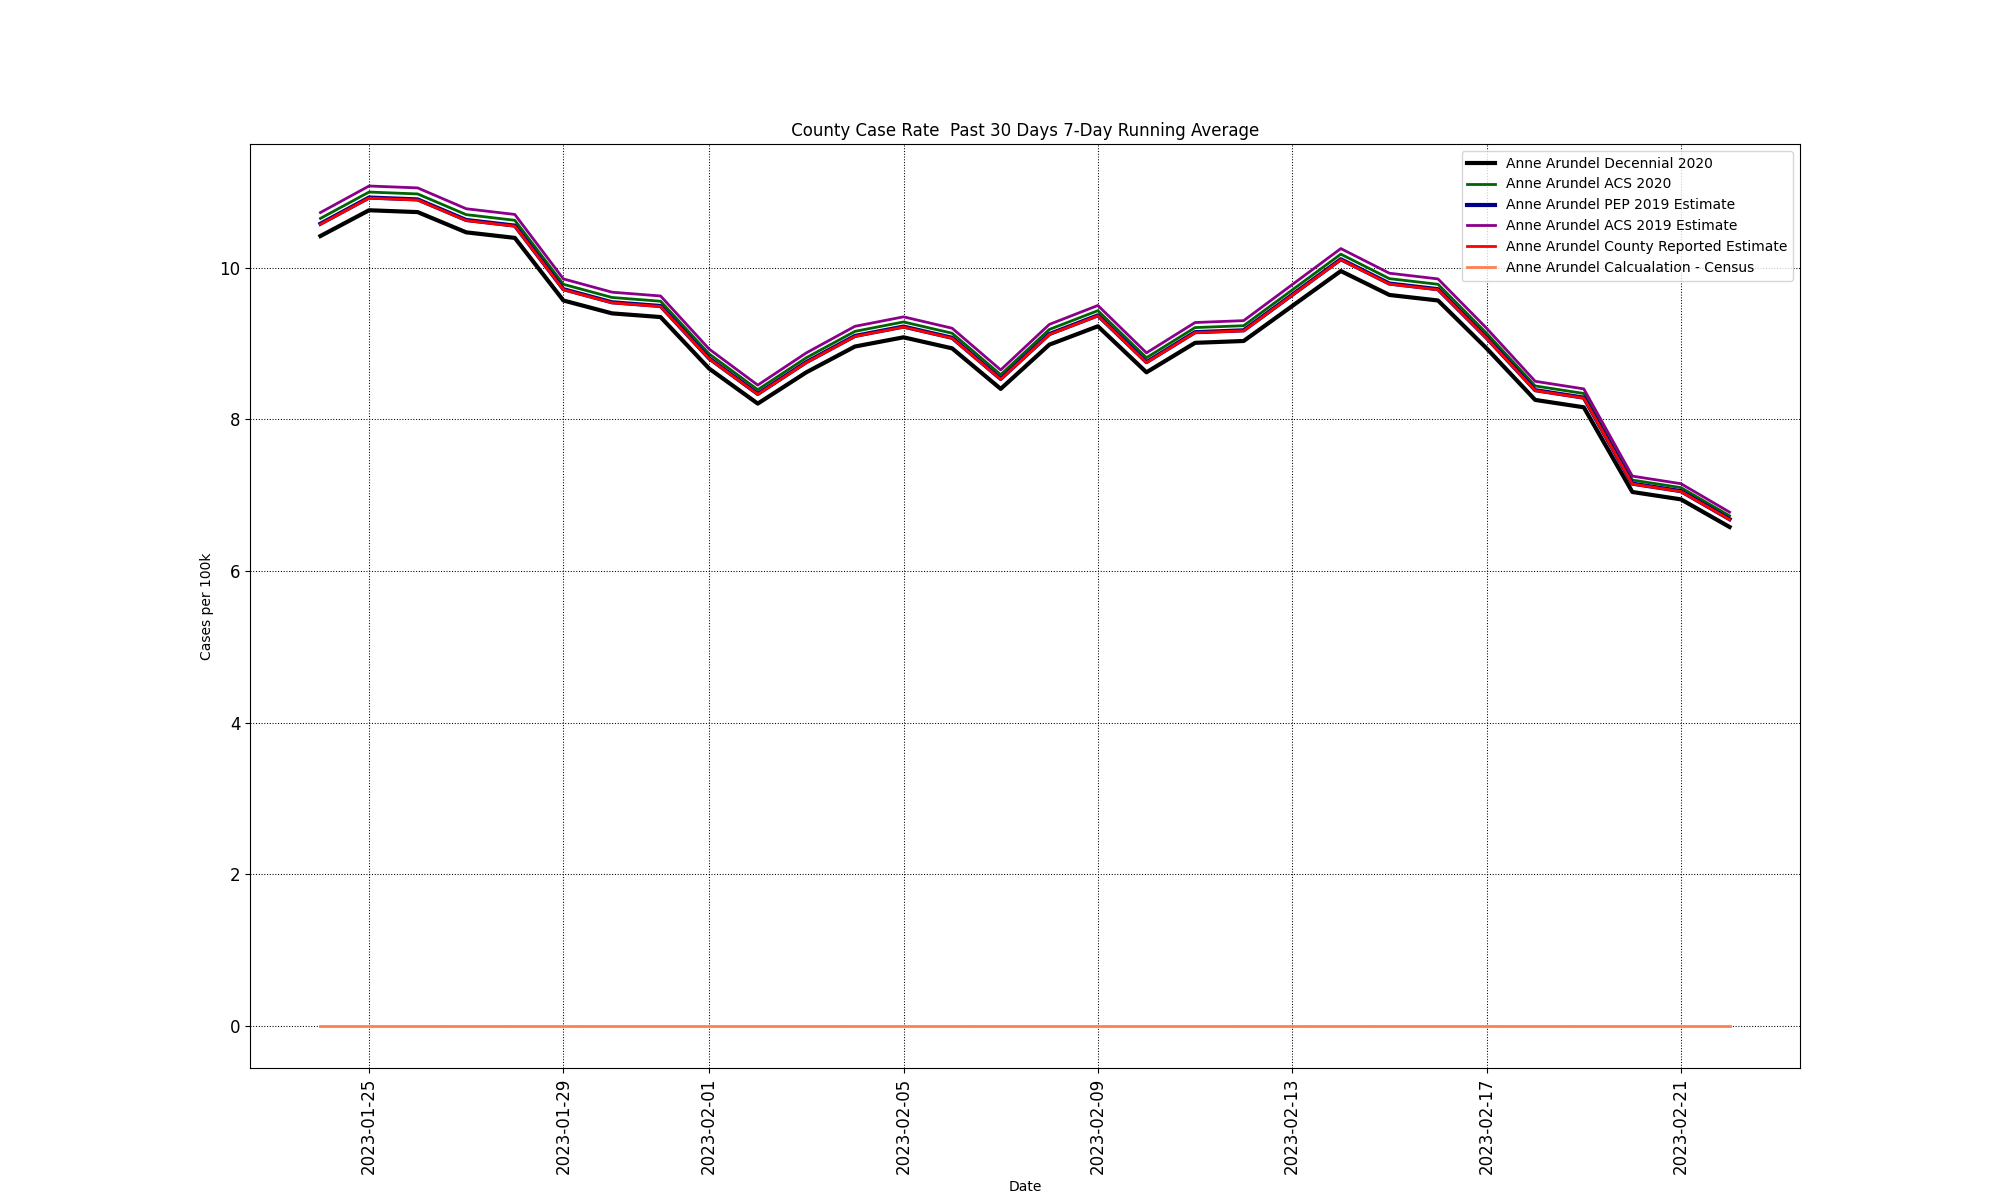 County Case Rate  Past 30 Days 7-Day Running Average
Anne Arundel Decennial 2020
Anne Arundel ACS 2020
Anne Arundel PEP 2019 Estimate
Anne Arundel ACS 2019 Estimate
Anne Arundel County Reported Estimate
Anne Arundel Calcualation - Census
10
8
6
4
2
0
Cases per 100k
2023-01-25
2023-01-29
2023-02-01
2023-02-05
2023-02-09
2023-02-13
2023-02-17
2023-02-21
Date